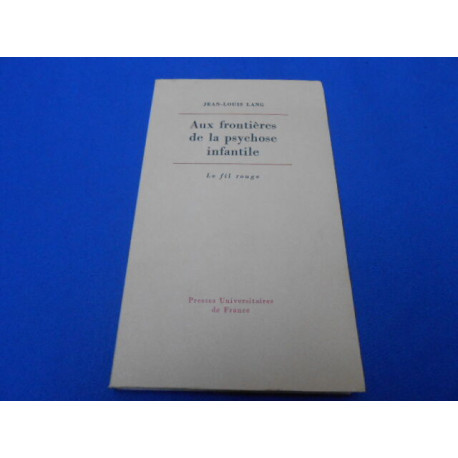 JEAN-LOUIS LANG
Aux frontières
de la psychose
infantile
Le fil rouge
Presses Universitaires
de France